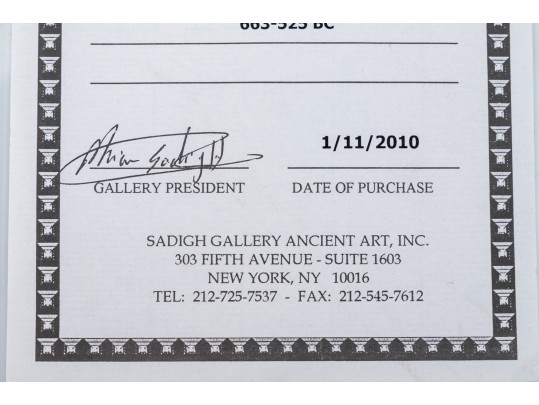 663-525 BC
1/11/2010
GALLERY PRESIDENT
DATE OF PURCHASE
SADIGH GALLERY ANCIENT ART, INC.
303 FIFTH AVENUE - SUITE 1603
NEW YORK, NY 10016
TEL: 212-725-7537 - FAX: 212-545-7612